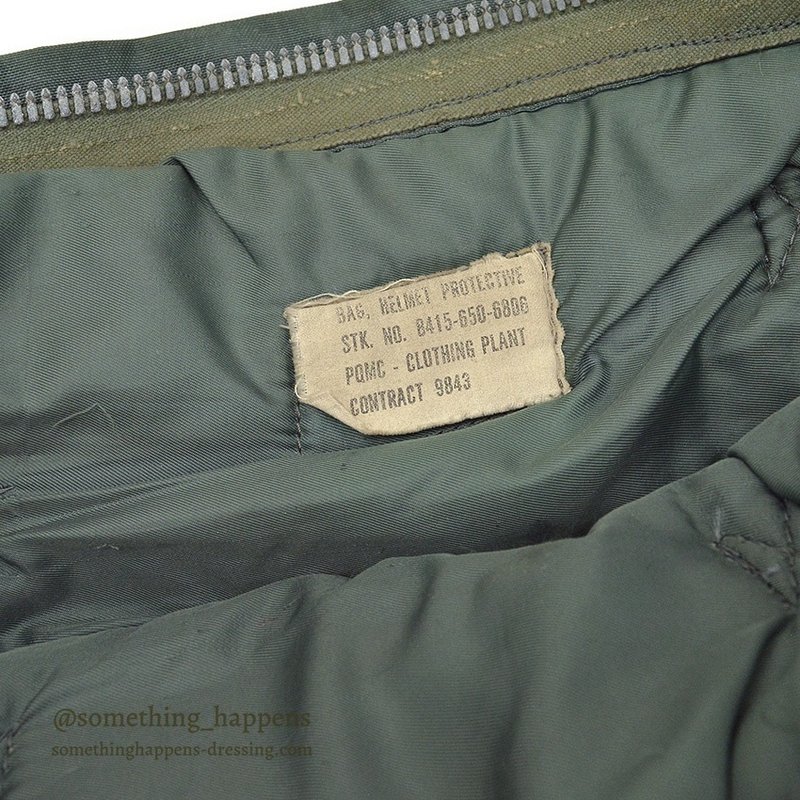 BAG, HELMET PROTECTIVE
STK. NO. 8415-650-6806
PQMC - CLOTHING PLANT
CONTRACT 9843
@something_happens
somethinghappens-dressing.com